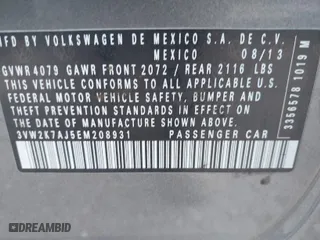 MFD BY VOLKSWAGEN DE MEXICO S.A. DE C.V.
MEXICO 08/13
GVWR 4079 GAWR FRONT 2072 / REAR 2116 LBS
THIS VEHICLE CONFORMS TO ALL APPLICABLE
FEDERAL MOTOR VEHICLE SAFETY, BUMPER, AND
THEFT PREVENTION STANDARDS IN EFFECT ON THE
DATE OF MANUFACTURE SHOWN ABOVE.
3VW2K7AJ5EM208931 PASSENGER CAR
3356578 1019 M
DREAMBID